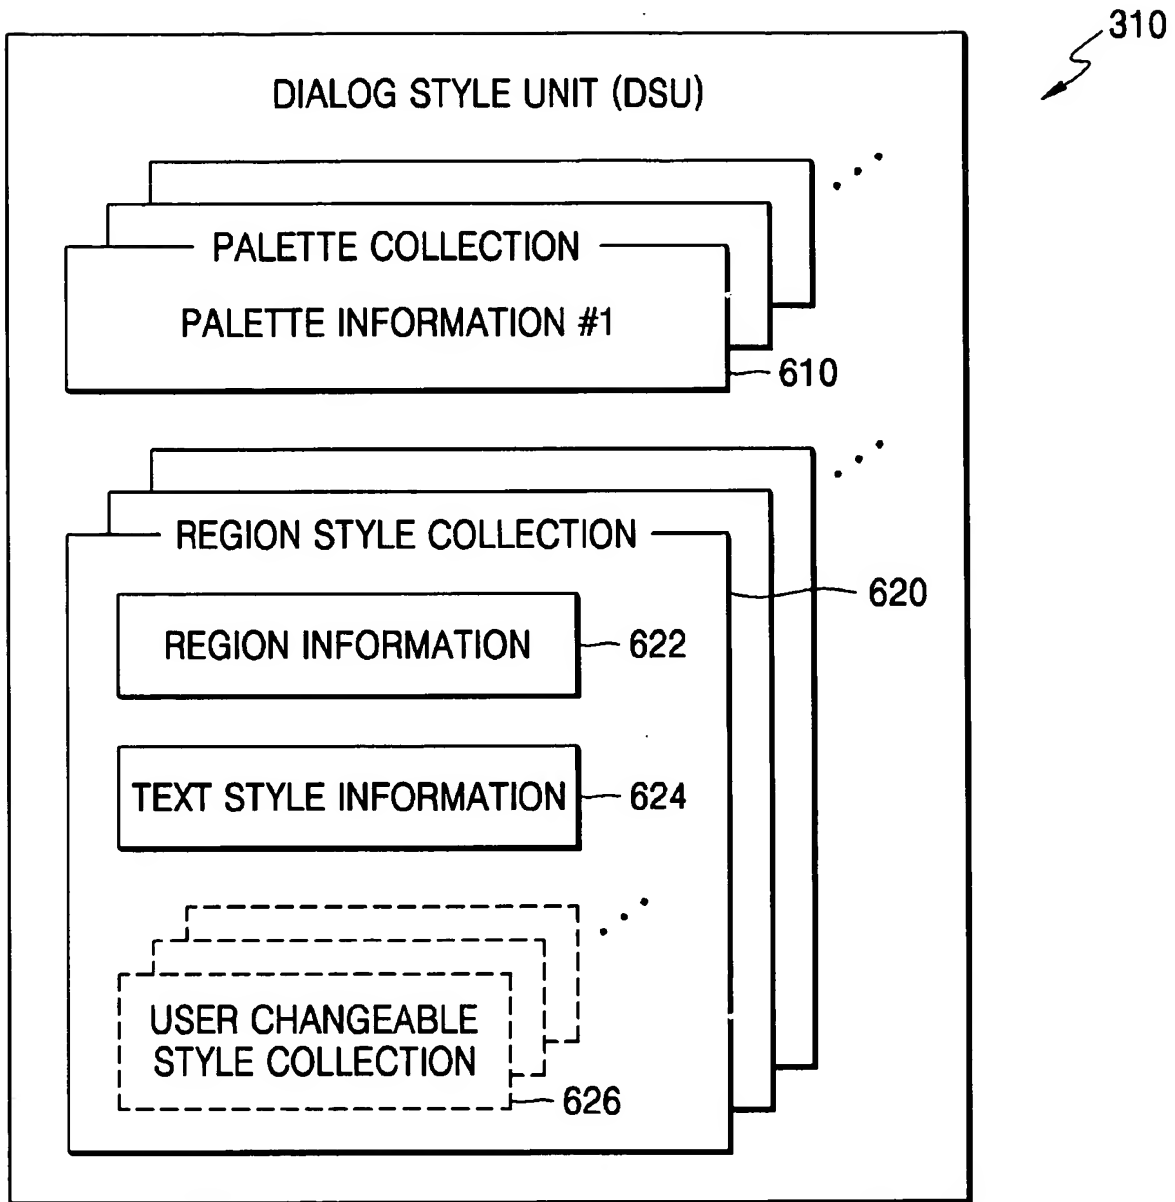 310
DIALOG STYLE UNIT (DSU)
PALETTE COLLECTION
PALETTE INFORMATION #1
610
REGION STYLE COLLECTION
620
REGION INFORMATION
622
TEXT STYLE INFORMATION
624
USER CHANGEABLE
STYLE COLLECTION
626